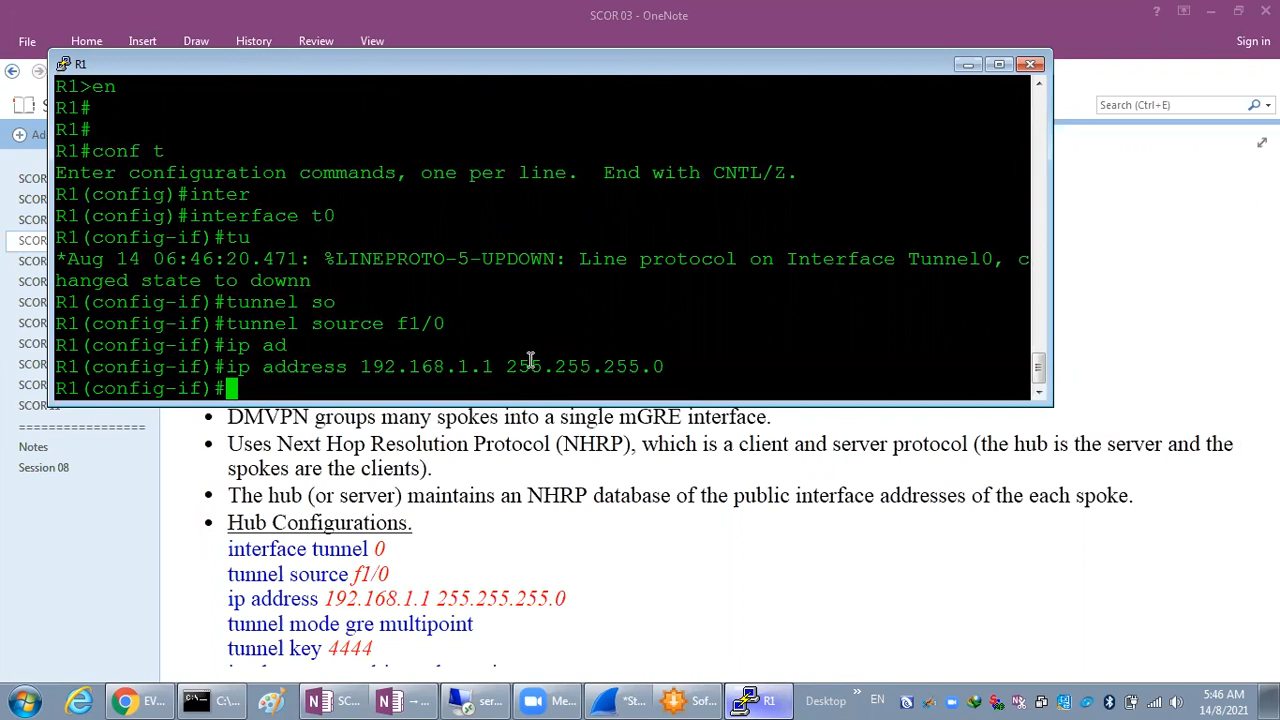 SCOR 03 - OneNote
File Home Insert Draw History Review View Sign in
R1
R1>en
R1#
R1#
R1#conf t
Enter configuration commands, one per line.  End with CNTL/Z.
R1(config)#inter
R1(config)#interface t0
R1(config-if)#tu
*Aug 14 06:46:20.471: %LINEPROTO-5-UPDOWN: Line protocol on Interface Tunnel0, c
hanged state to downn
R1(config-if)#tunnel so
R1(config-if)#tunnel source f1/0
R1(config-if)#ip ad
R1(config-if)#ip address 192.168.1.1 255.255.255.0
R1(config-if)#
Search (Ctrl+E)
====================
Notes
Session 08
• DMVPN groups many spokes into a single mGRE interface.
• Uses Next Hop Resolution Protocol (NHRP), which is a client and server protocol (the hub is the server and the
spokes are the clients).
• The hub (or server) maintains an NHRP database of the public interface addresses of the each spoke.
• Hub Configurations.
interface tunnel 0
tunnel source f1/0
ip address 192.168.1.1 255.255.255.0
tunnel mode gre multipoint
tunnel key 4444
EV... C:\... SC... → ... ser... Me... *St... Sof... R1 Desktop » EN 5:46 AM
14/8/2021